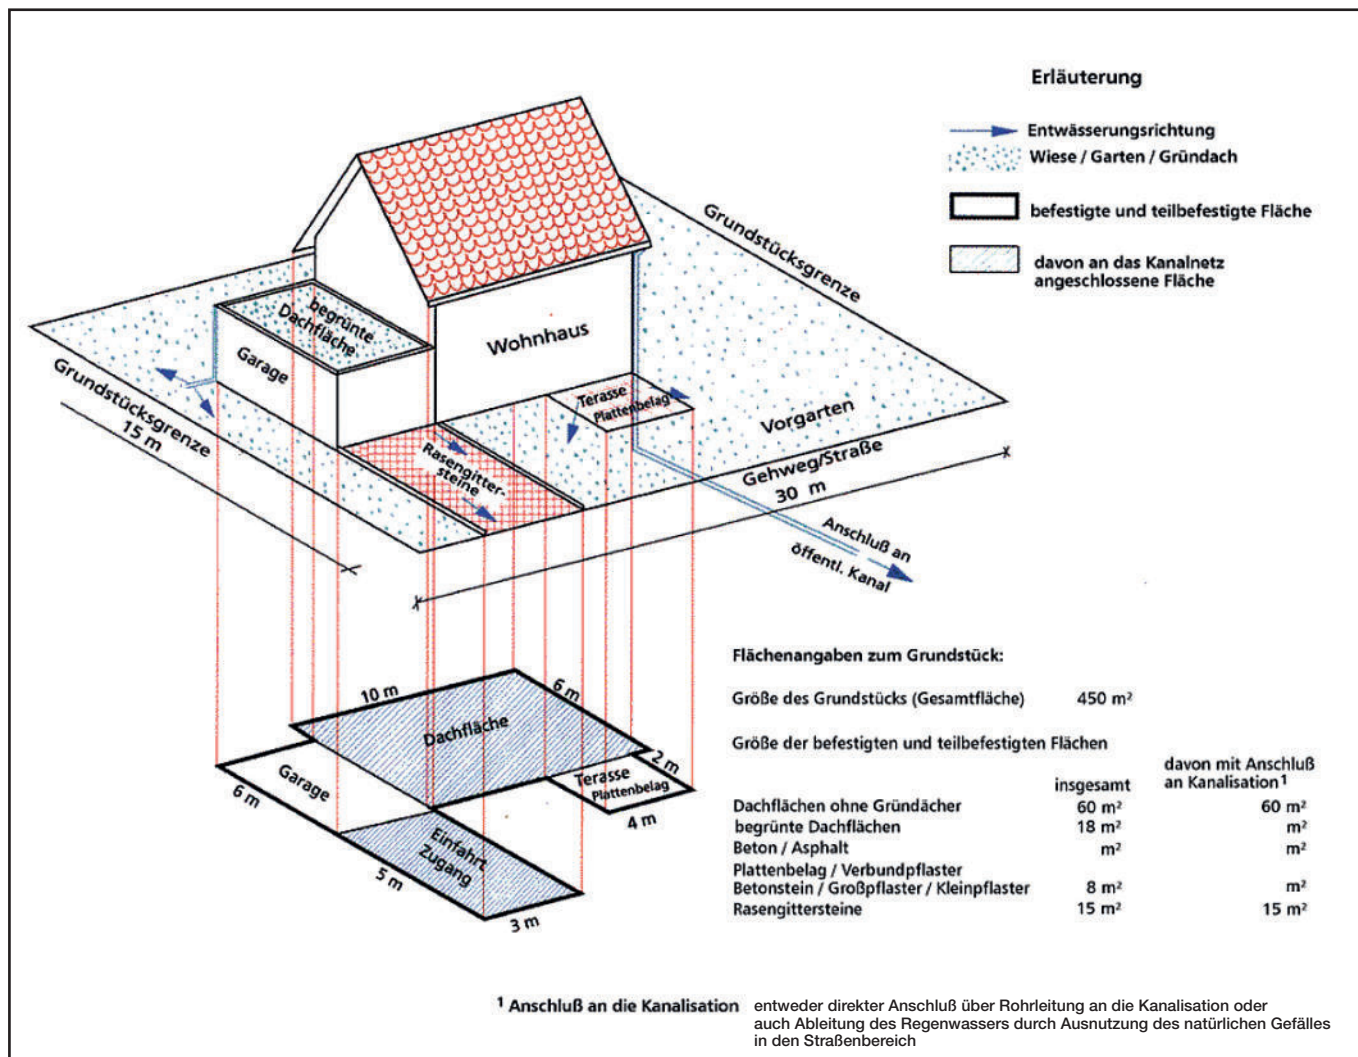 Erläuterung
Entwässerungsrichtung
Wiese / Garten / Gründach
befestigte und teilbefestigte Fläche
davon an das Kanalnetz
angeschlossene Fläche
Grundstücksgrenze
begrünte
Dachfläche
Garage
Wohnhaus
Terasse
Plattenbelag
Vorgarten
Grundstücksgrenze
15 m
Rasengitter-
steine
Gehweg/Straße
30 m
Anschluß an
öffentl. Kanal
10 m
6 m
Dachfläche
2 m
Garage
Terasse
Plattenbelag
6 m
4 m
Einfahrt
Zugang
5 m
3 m
Flächenangaben zum Grundstück:
Größe des Grundstücks (Gesamtfläche) 450 m²
Größe der befestigten und teilbefestigten Flächen
davon mit Anschluß
insgesamt an Kanalisation¹
Dachflächen ohne Gründächer 60 m² 60 m²
begrünte Dachflächen 18 m² m²
Beton / Asphalt m² m²
Plattenbelag / Verbundpflaster
Betonstein / Großpflaster / Kleinpflaster 8 m² m²
Rasengittersteine 15 m² 15 m²
¹ Anschluß an die Kanalisation entweder direkter Anschluß über Rohrleitung an die Kanalisation oder
auch Ableitung des Regenwassers durch Ausnutzung des natürlichen Gefälles
in den Straßenbereich